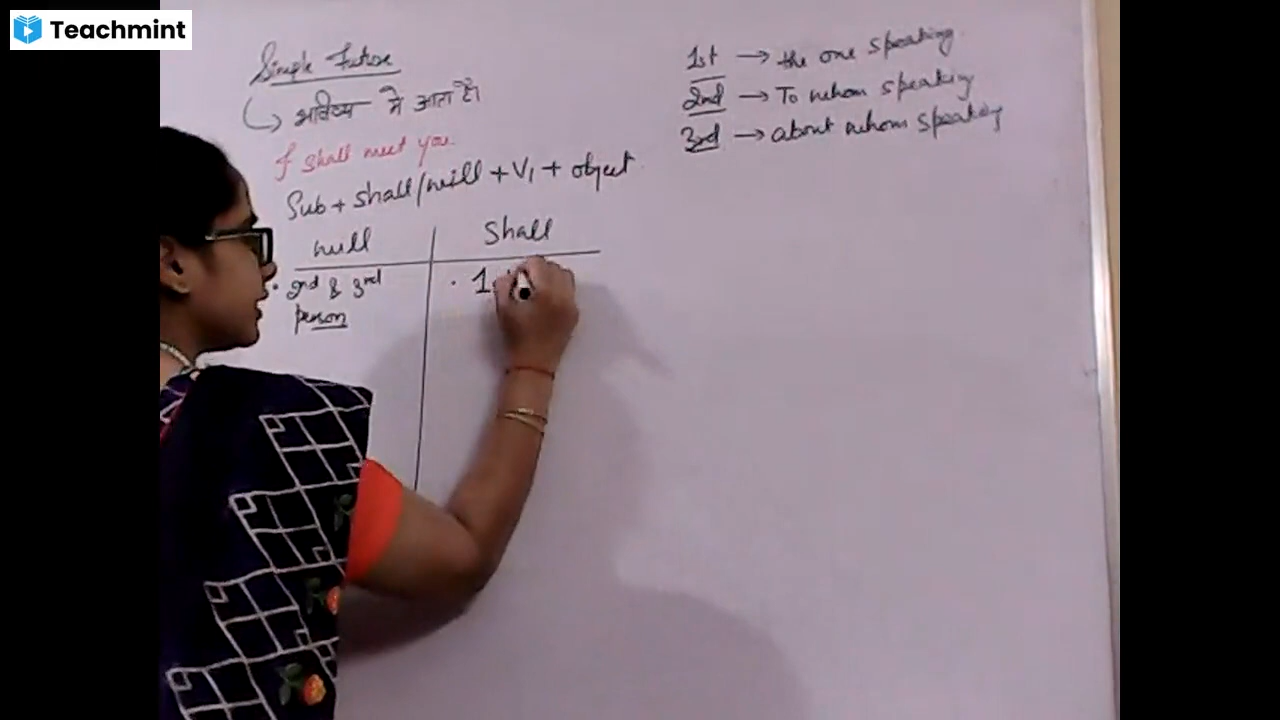 Teachmint
Simple Future
भविष्य मे आता है।
I shall meet you.
Sub + shall/will + V1 + object
will
Shall
• 2nd & 3rd
person
• 1s
1st → the one speaking
2nd → To whom speaking
3rd → about whom speaking